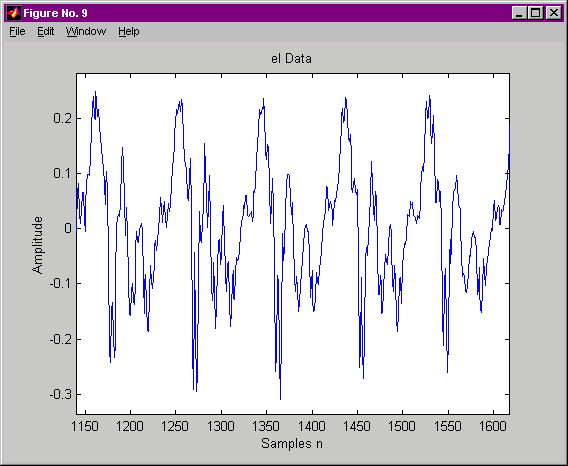 Figure No. 9
File Edit Window Help
el Data
0.2
0.1
0
-0.1
-0.2
-0.3
Amplitude
1150 1200 1250 1300 1350 1400 1450 1500 1550 1600
Samples n